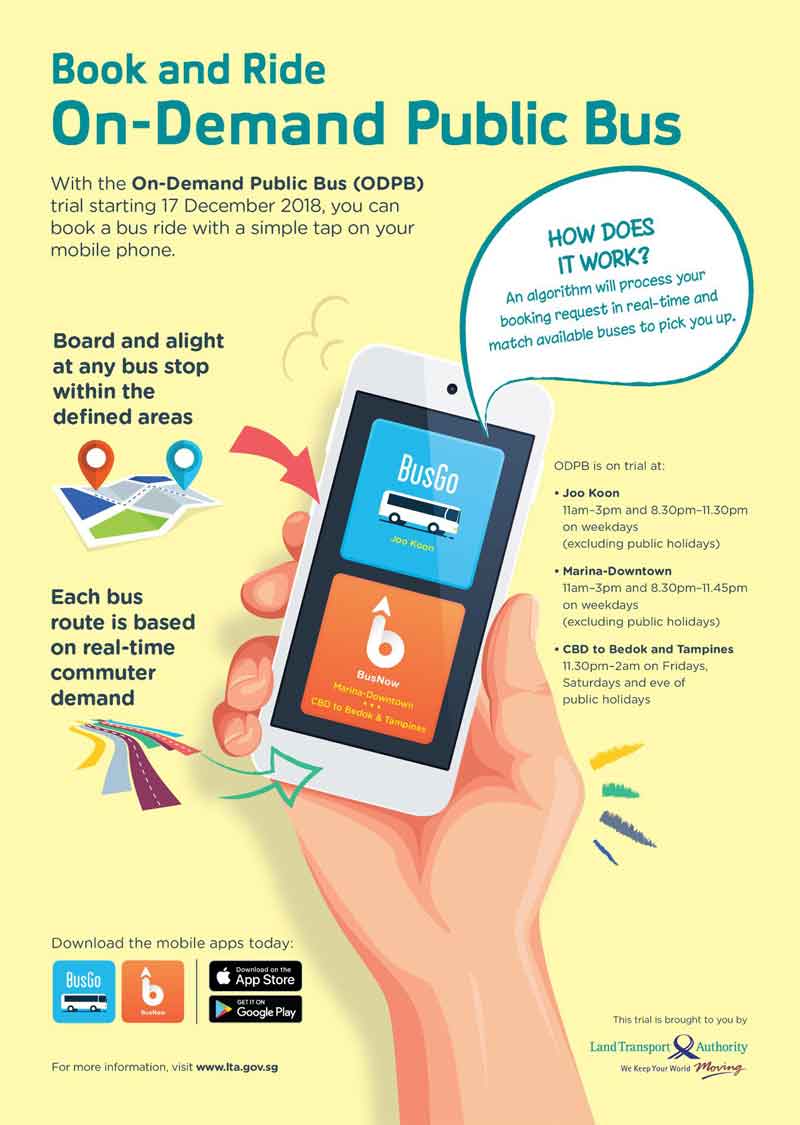 Book and Ride
On-Demand Public Bus
With the On-Demand Public Bus (ODPB)
trial starting 17 December 2018, you can
book a bus ride with a simple tap on your
mobile phone.
HOW DOES
IT WORK?
An algorithm will process your
booking request in real-time and
match available buses to pick you up.
Board and alight
at any bus stop
within the
defined areas
Each bus
route is based
on real-time
commuter
demand
BusGo
Joo Koon
b
BusNow
Marina-Downtown
• • •
CBD to Bedok & Tampines
ODPB is on trial at:
• Joo Koon
11am–3pm and 8.30pm–11.30pm
on weekdays
(excluding public holidays)
• Marina-Downtown
11am–3pm and 8.30pm–11.45pm
on weekdays
(excluding public holidays)
• CBD to Bedok and Tampines
11.30pm–2am on Fridays,
Saturdays and eve of
public holidays
Download the mobile apps today:
BusGo
b
BusNow
Download on the
App Store
GET IT ON
Google Play
For more information, visit www.lta.gov.sg
This trial is brought to you by
Land Transport Authority
We Keep Your World Moving